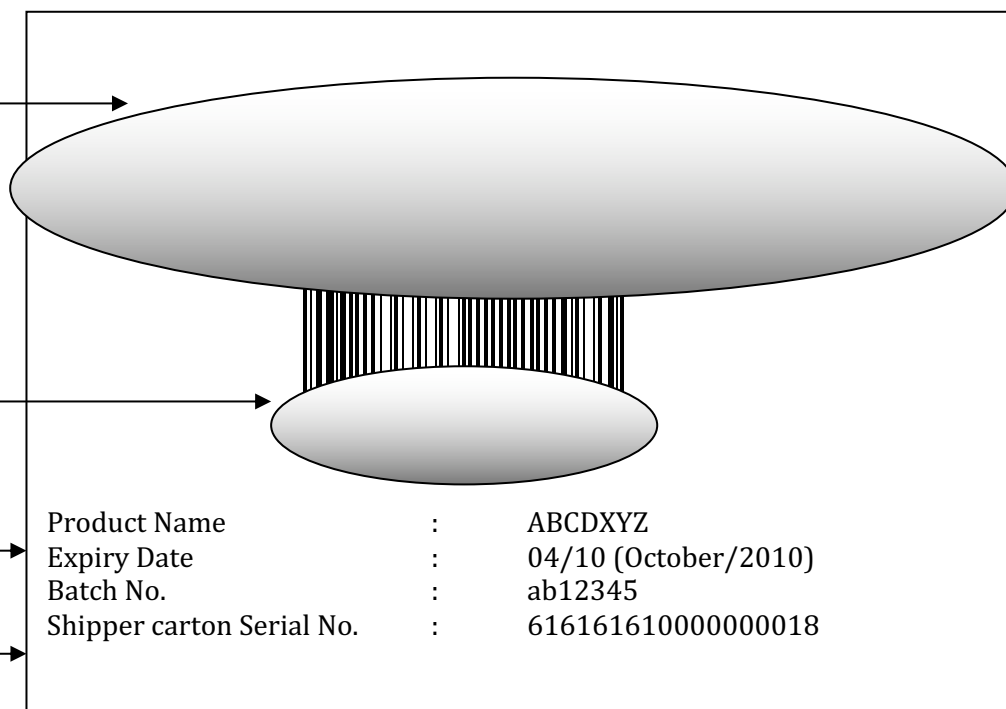 Product Name : ABCDXYZ
Expiry Date : 04/10 (October/2010)
Batch No. : ab12345
Shipper carton Serial No. : 616161610000000018